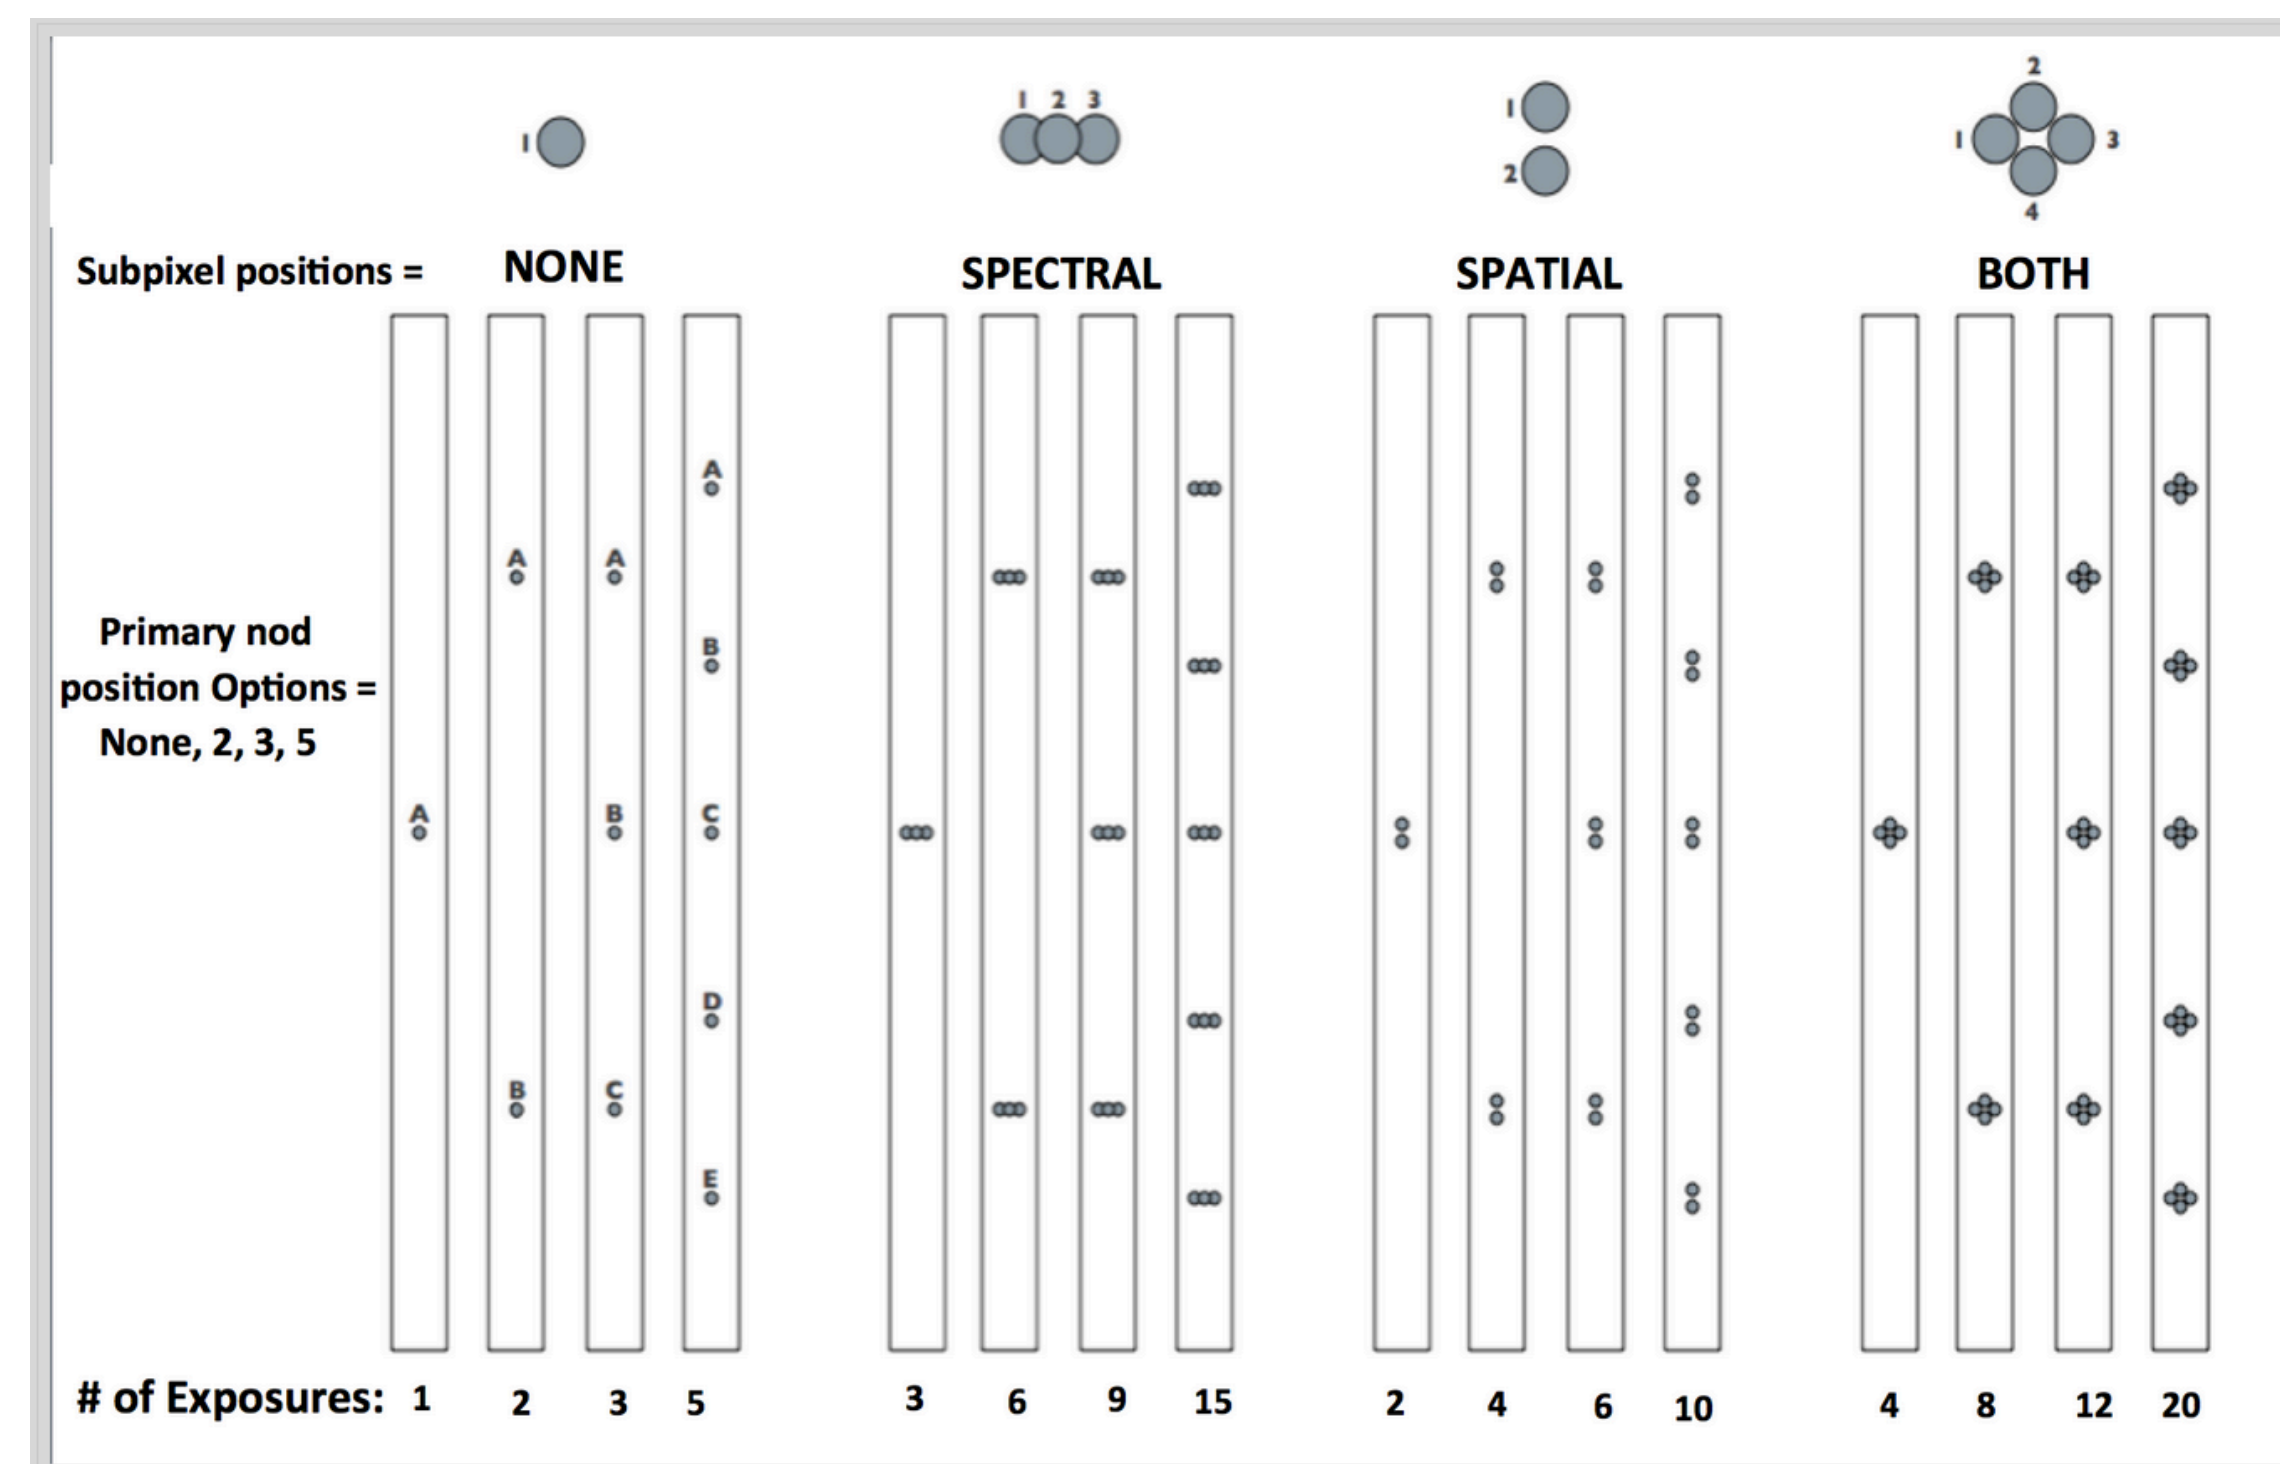 1
1 2 3
1
2
2
1 3
4
Subpixel positions = NONE SPECTRAL SPATIAL BOTH
A
A A
Primary nod
position Options =
None, 2, 3, 5
B
A B C
D
B C
E
# of Exposures: 1 2 3 5 3 6 9 15 2 4 6 10 4 8 12 20